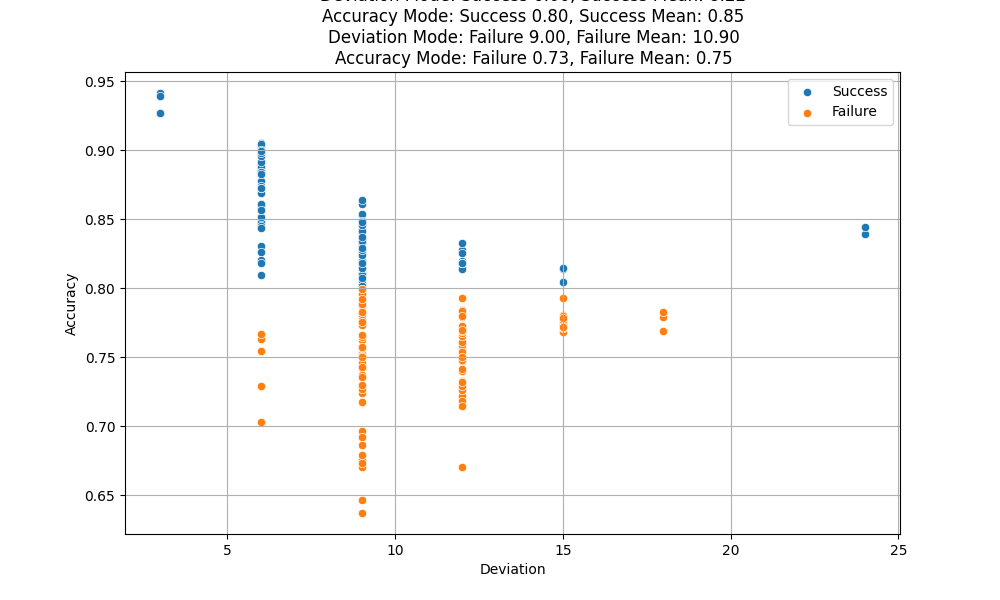 Accuracy Mode: Success 0.80, Success Mean: 0.85
Deviation Mode: Failure 9.00, Failure Mean: 10.90
Accuracy Mode: Failure 0.73, Failure Mean: 0.75
Success
Failure
0.95
0.90
0.85
0.80
0.75
0.70
0.65
Accuracy
5
10
15
20
25
Deviation